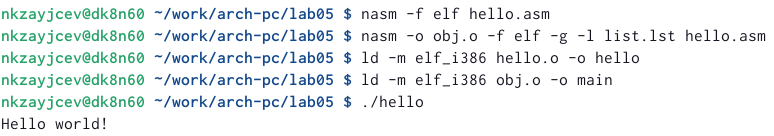 nkzayjcev@dk8n60 ~/work/arch-pc/lab05 $ nasm -f elf hello.asm
nkzayjcev@dk8n60 ~/work/arch-pc/lab05 $ nasm -o obj.o -f elf -g -l list.lst hello.asm
nkzayjcev@dk8n60 ~/work/arch-pc/lab05 $ ld -m elf_i386 hello.o -o hello
nkzayjcev@dk8n60 ~/work/arch-pc/lab05 $ ld -m elf_i386 obj.o -o main
nkzayjcev@dk8n60 ~/work/arch-pc/lab05 $ ./hello
Hello world!